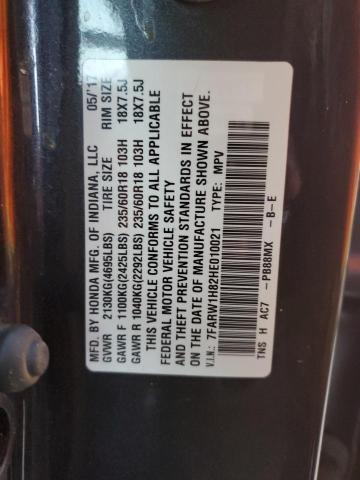 MFD. BY HONDA MFG. OF INDIANA, LLC 05/'17
GVWR 2130KG(4695LBS) TIRE SIZE RIM SIZE
GAWR F 1100KG(2425LBS) 235/60R18 103H 18X7.5J
GAWR R 1040KG(2292LBS) 235/60R18 103H 18X7.5J
THIS VEHICLE CONFORMS TO ALL APPLICABLE
FEDERAL MOTOR VEHICLE SAFETY
AND THEFT PREVENTION STANDARDS IN EFFECT
ON THE DATE OF MANUFACTURE SHOWN ABOVE.
V.I.N.: 7FARW1H82HE010021 TYPE: MPV
TNS H AC7 -PB88MX -B-E